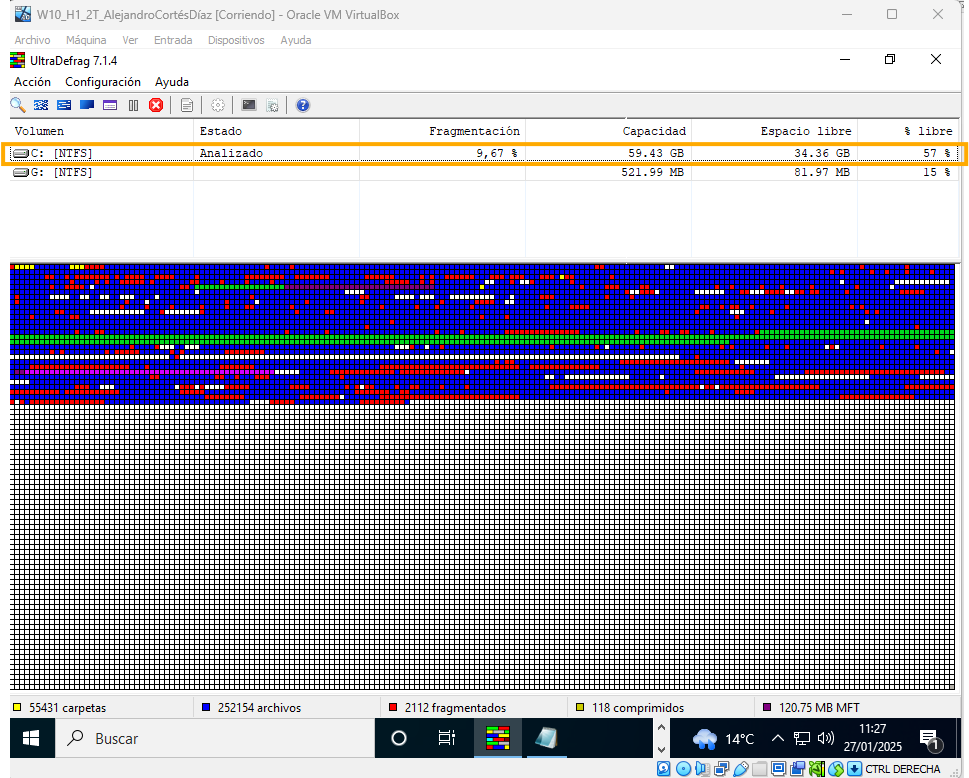 W10_H1_2T_AlejandroCortésDíaz [Corriendo] - Oracle VM VirtualBox
Archivo Máquina Ver Entrada Dispositivos Ayuda
UltraDefrag 7.1.4
Acción Configuración Ayuda
Volumen Estado Fragmentación Capacidad Espacio libre % libre
C: [NTFS] Analizado 9,67 % 59.43 GB 34.36 GB 57 %
G: [NTFS] 521.99 MB 81.97 MB 15 %
55431 carpetas 252154 archivos 2112 fragmentados 118 comprimidos 120.75 MB MFT
Buscar 14°C 11:27
27/01/2025 1
CTRL DERECHA